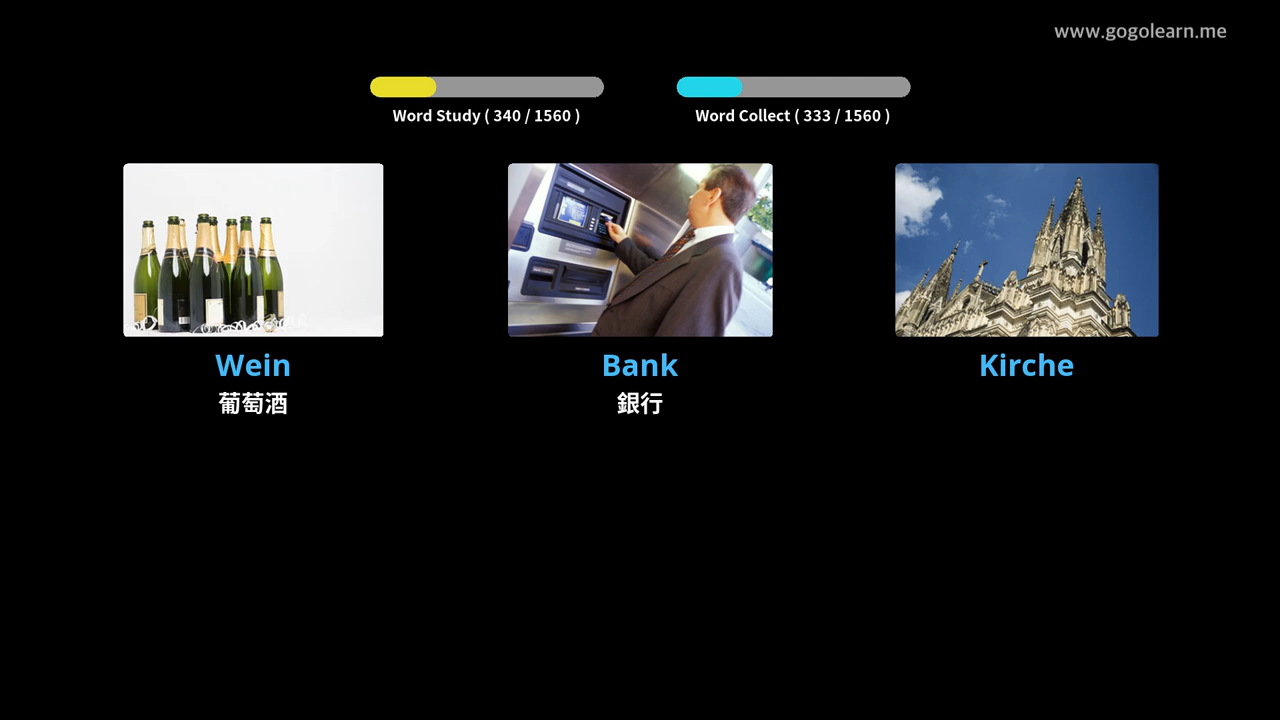 www.gogolearn.me
Word Study ( 340 / 1560 )
Word Collect ( 333 / 1560 )
Wein
葡萄酒
Bank
銀行
Kirche